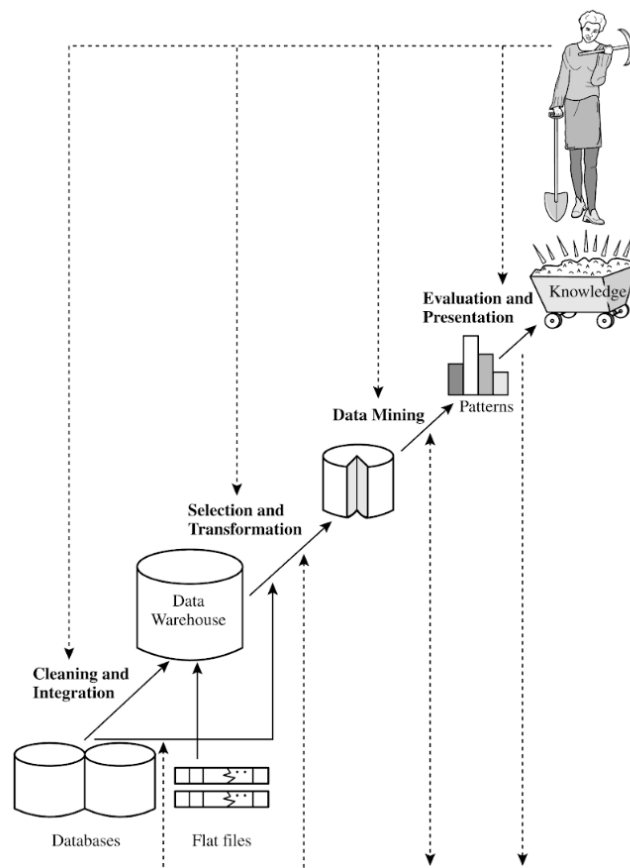 Knowledge
Evaluation and
Presentation
Patterns
Data Mining
Selection and
Transformation
Data
Warehouse
Cleaning and
Integration
Databases
Flat files